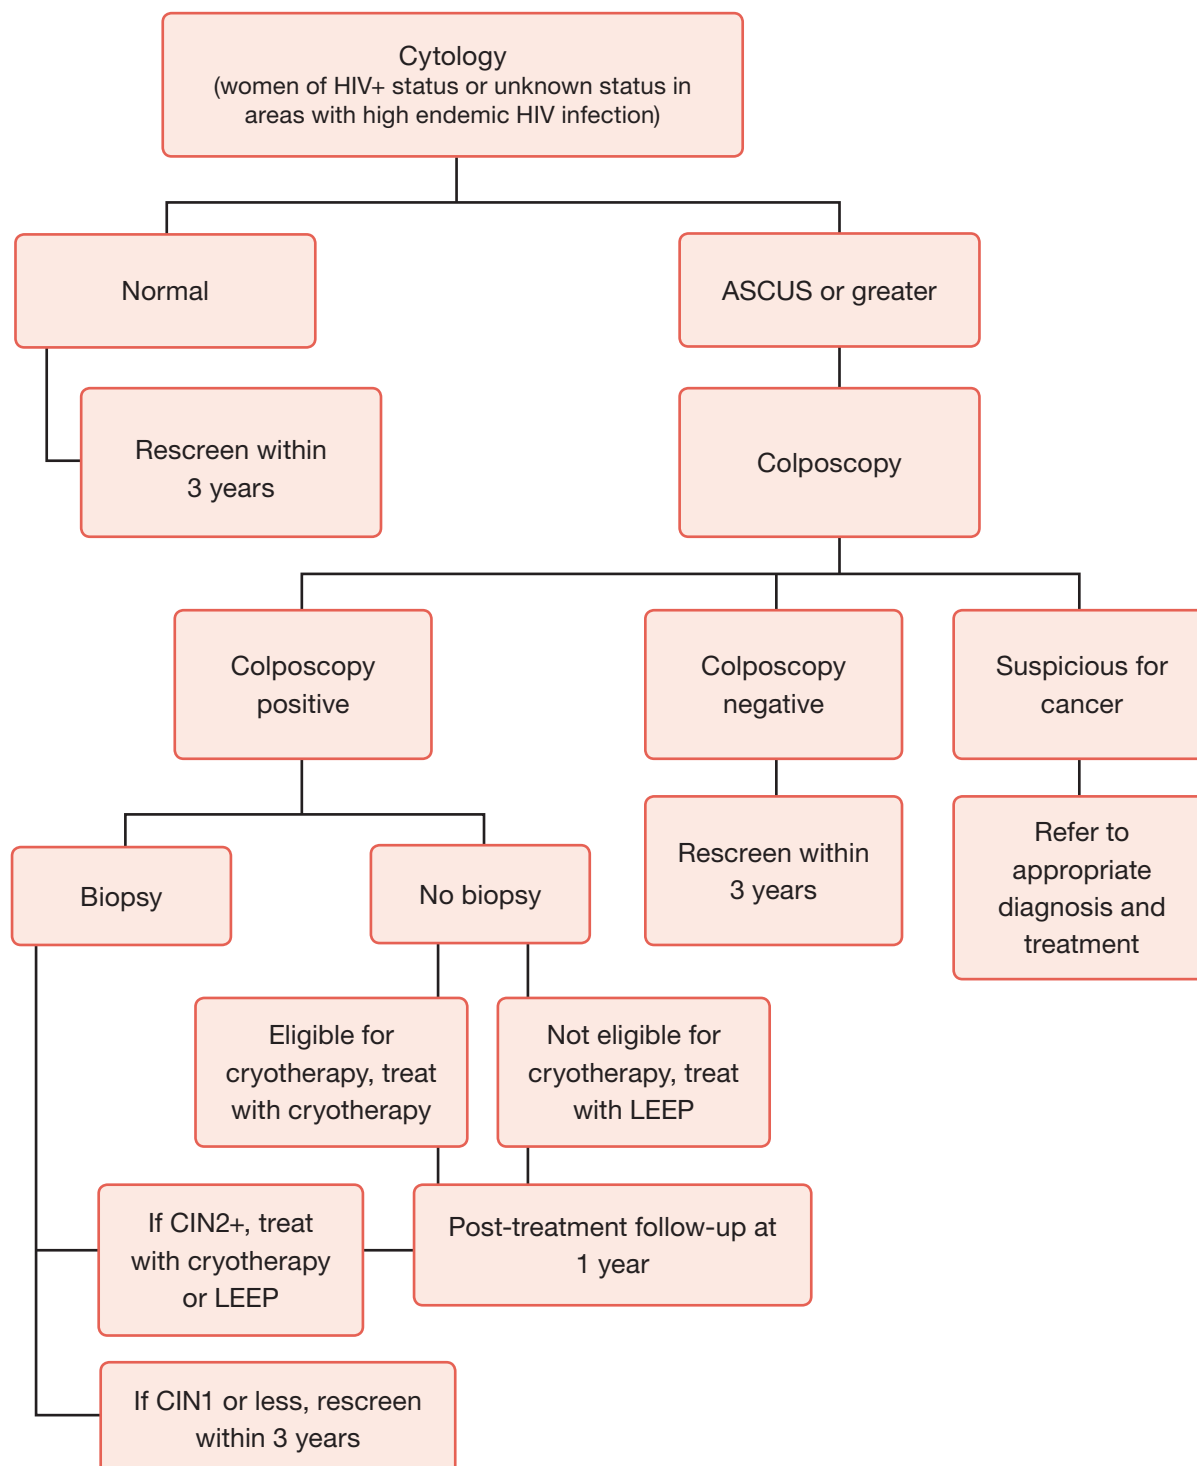 Cytology
(women of HIV+ status or unknown status in
areas with high endemic HIV infection)
Normal
ASCUS or greater
Rescreen within
3 years
Colposcopy
Colposcopy
positive
Colposcopy
negative
Suspicious for
cancer
Biopsy
No biopsy
Rescreen within
3 years
Refer to
appropriate
diagnosis and
treatment
Eligible for
cryotherapy, treat
with cryotherapy
Not eligible for
cryotherapy, treat
with LEEP
If CIN2+, treat
with cryotherapy
or LEEP
Post-treatment follow-up at
1 year
If CIN1 or less, rescreen
within 3 years